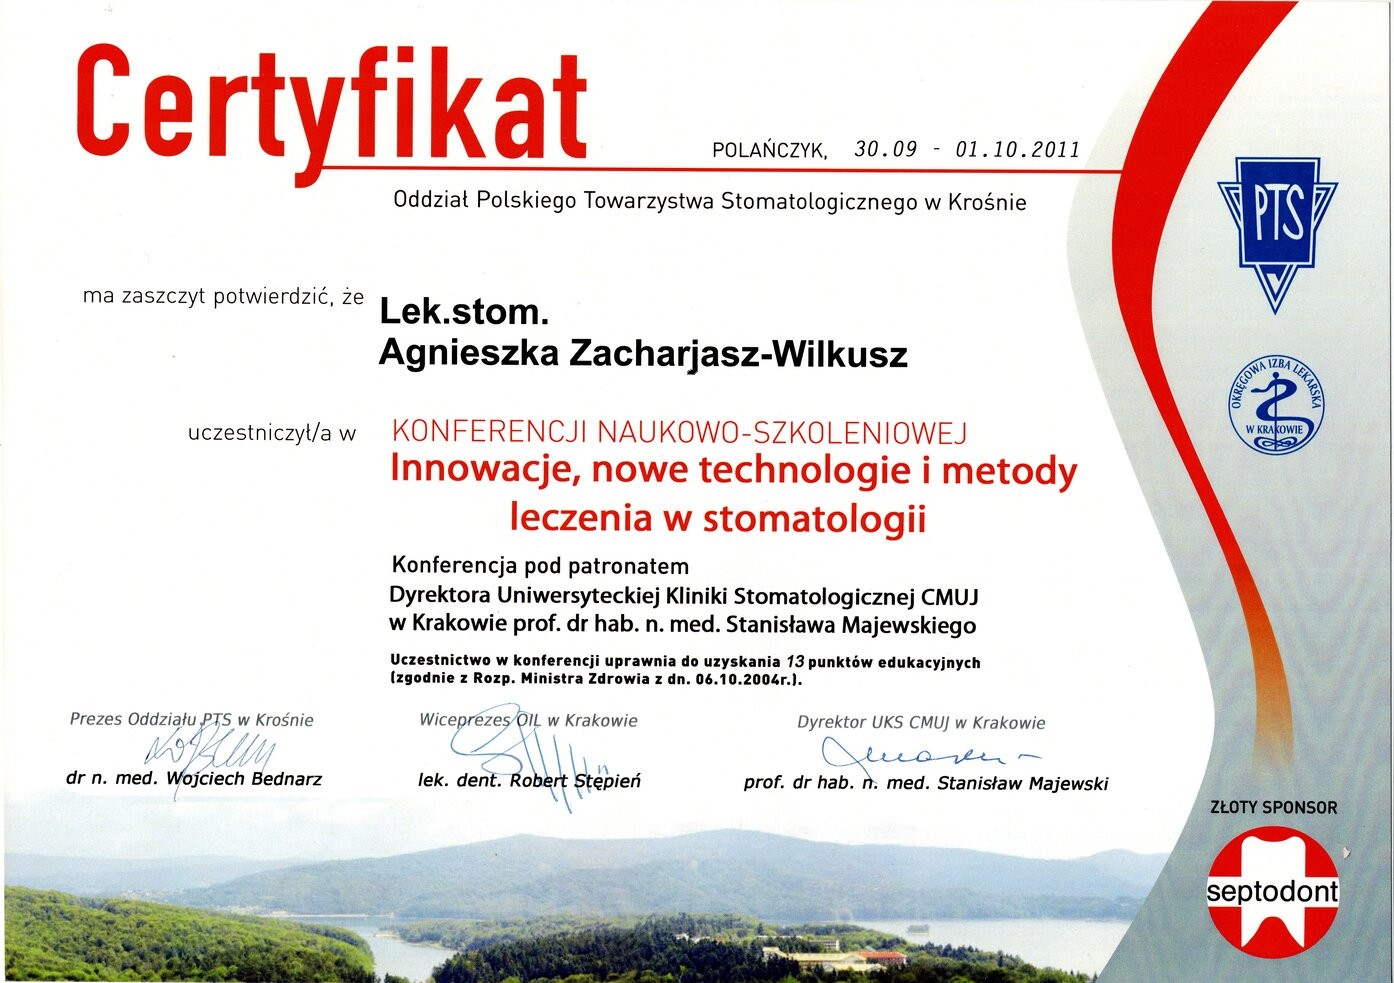 Certyfikat
POLAŃCZYK, 30.09 - 01.10.2011
Oddział Polskiego Towarzystwa Stomatologicznego w Krośnie
ma zaszczyt potwierdzić, że
Lek.stom.
Agnieszka Zacharjasz-Wilkusz
uczestniczył/a w
KONFERENCJI NAUKOWO-SZKOLENIOWEJ
Innowacje, nowe technologie i metody
leczenia w stomatologii
Konferencja pod patronatem
Dyrektora Uniwersyteckiej Kliniki Stomatologicznej CMUJ
w Krakowie prof. dr hab. n. med. Stanisława Majewskiego
Uczestnictwo w konferencji uprawnia do uzyskania 13 punktów edukacyjnych
(zgodnie z Rozp. Ministra Zdrowia z dn. 06.10.2004r.).
Prezes Oddziału PTS w Krośnie
dr n. med. Wojciech Bednarz
Wiceprezes OIL w Krakowie
lek. dent. Robert Stępień
Dyrektor UKS CMUJ w Krakowie
prof. dr hab. n. med. Stanisław Majewski
PTS
OKRĘGOWA IZBA LEKARSKA
W KRAKOWIE
ZŁOTY SPONSOR
septodont